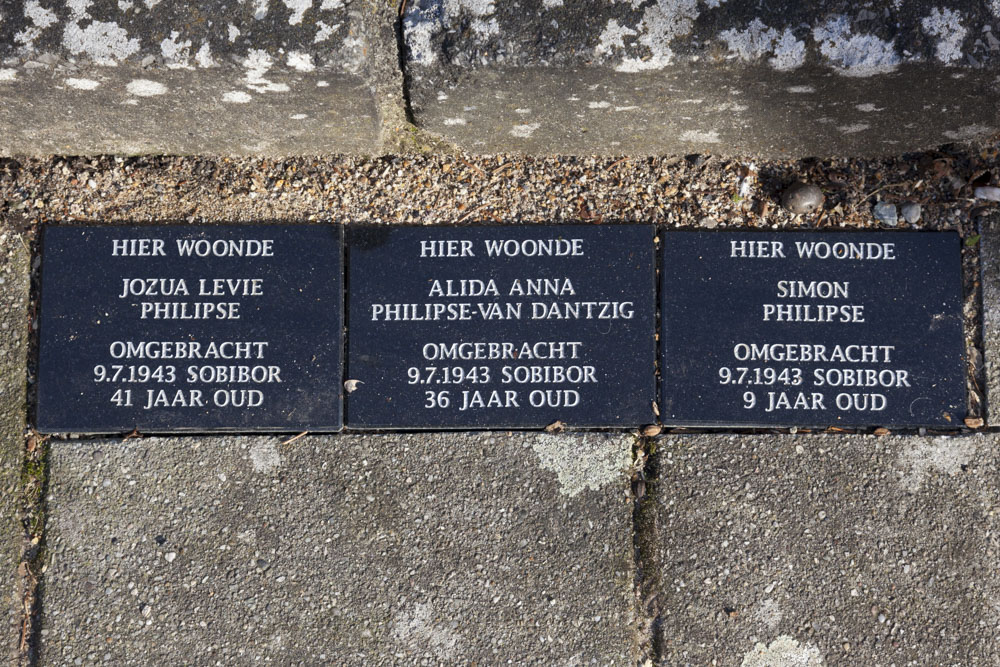 HIER WOONDE
JOZUA LEVIE
PHILIPSE
OMGEBRACHT
9.7.1943 SOBIBOR
41 JAAR OUD
HIER WOONDE
ALIDA ANNA
PHILIPSE-VAN DANTZIG
OMGEBRACHT
9.7.1943 SOBIBOR
36 JAAR OUD
HIER WOONDE
SIMON
PHILIPSE
OMGEBRACHT
9.7.1943 SOBIBOR
9 JAAR OUD